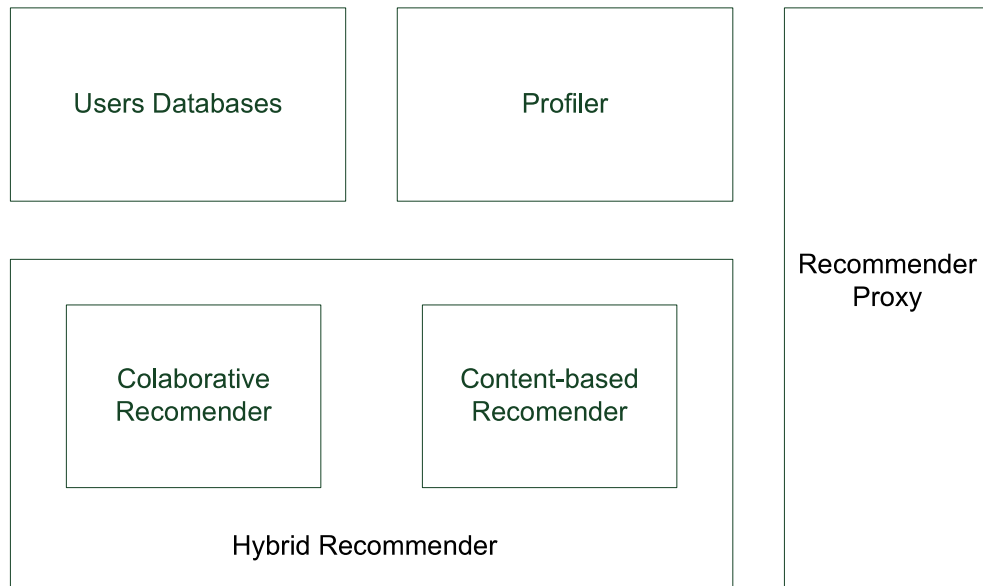 Users Databases
Profiler
Recommender
Proxy
Colaborative
Recomender
Content-based
Recomender
Hybrid Recommender